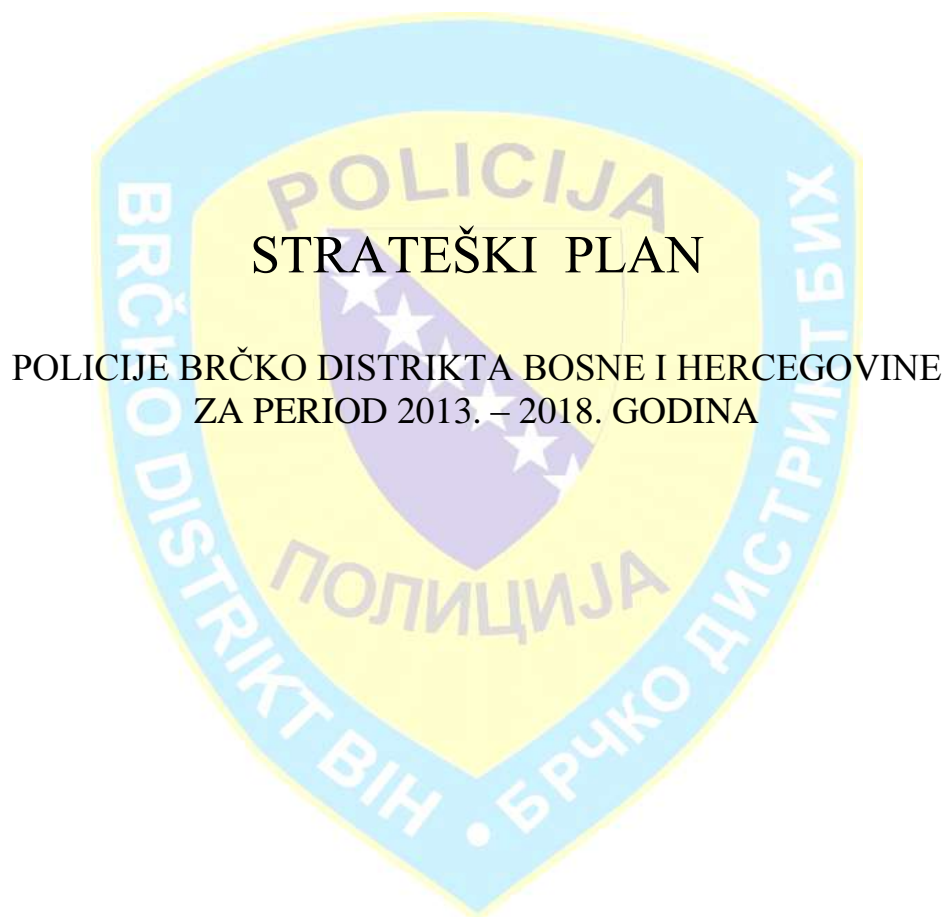 POLICIJA
STRATEŠKI PLAN
POLICIJE BRČKO DISTRIKTA BOSNE I HERCEGOVINE
ZA PERIOD 2013. – 2018. GODINA
ПОЛИЦИЈА
BRČKO DISTRIKT BIH • БРЧКО ДИСТРИКТ БИХ